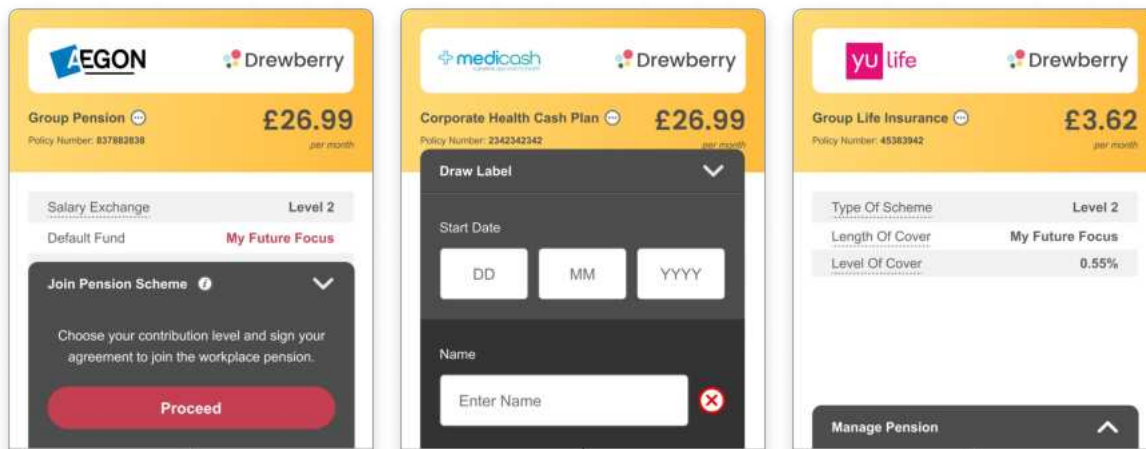 AEGON
Drewberry
Group Pension
£26.99
Policy Number: 837882838
per month
Salary Exchange Level 2
Default Fund My Future Focus
Join Pension Scheme
Choose your contribution level and sign your
agreement to join the workplace pension.
Proceed
medicash
Drewberry
Corporate Health Cash Plan
£26.99
Policy Number: 2342342342
per month
Draw Label
Start Date
DD MM YYYY
Name
Enter Name
yu life
Drewberry
Group Life Insurance
£3.62
Policy Number: 45383942
per month
Type Of Scheme Level 2
Length Of Cover My Future Focus
Level Of Cover 0.55%
Manage Pension